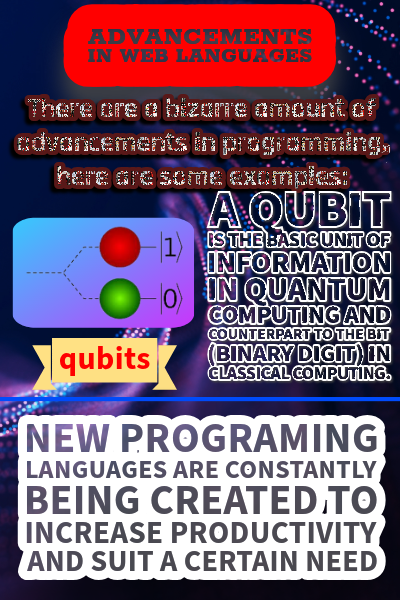 ADVANCEMENTS
IN WEB LANGUAGES
There are a bizarre amount of
advancements in programming,
here are some examples:
A QUBIT
IS THE BASIC UNIT OF
INFORMATION
IN QUANTUM
COMPUTING AND
COUNTERPART TO THE BIT
(BINARY DIGIT) IN
CLASSICAL COMPUTING.
|1⟩
|0⟩
qubits
NEW PROGRAMING
LANGUAGES ARE CONSTANTLY
BEING CREATED TO
INCREASE PRODUCTIVITY
AND SUIT A CERTAIN NEED